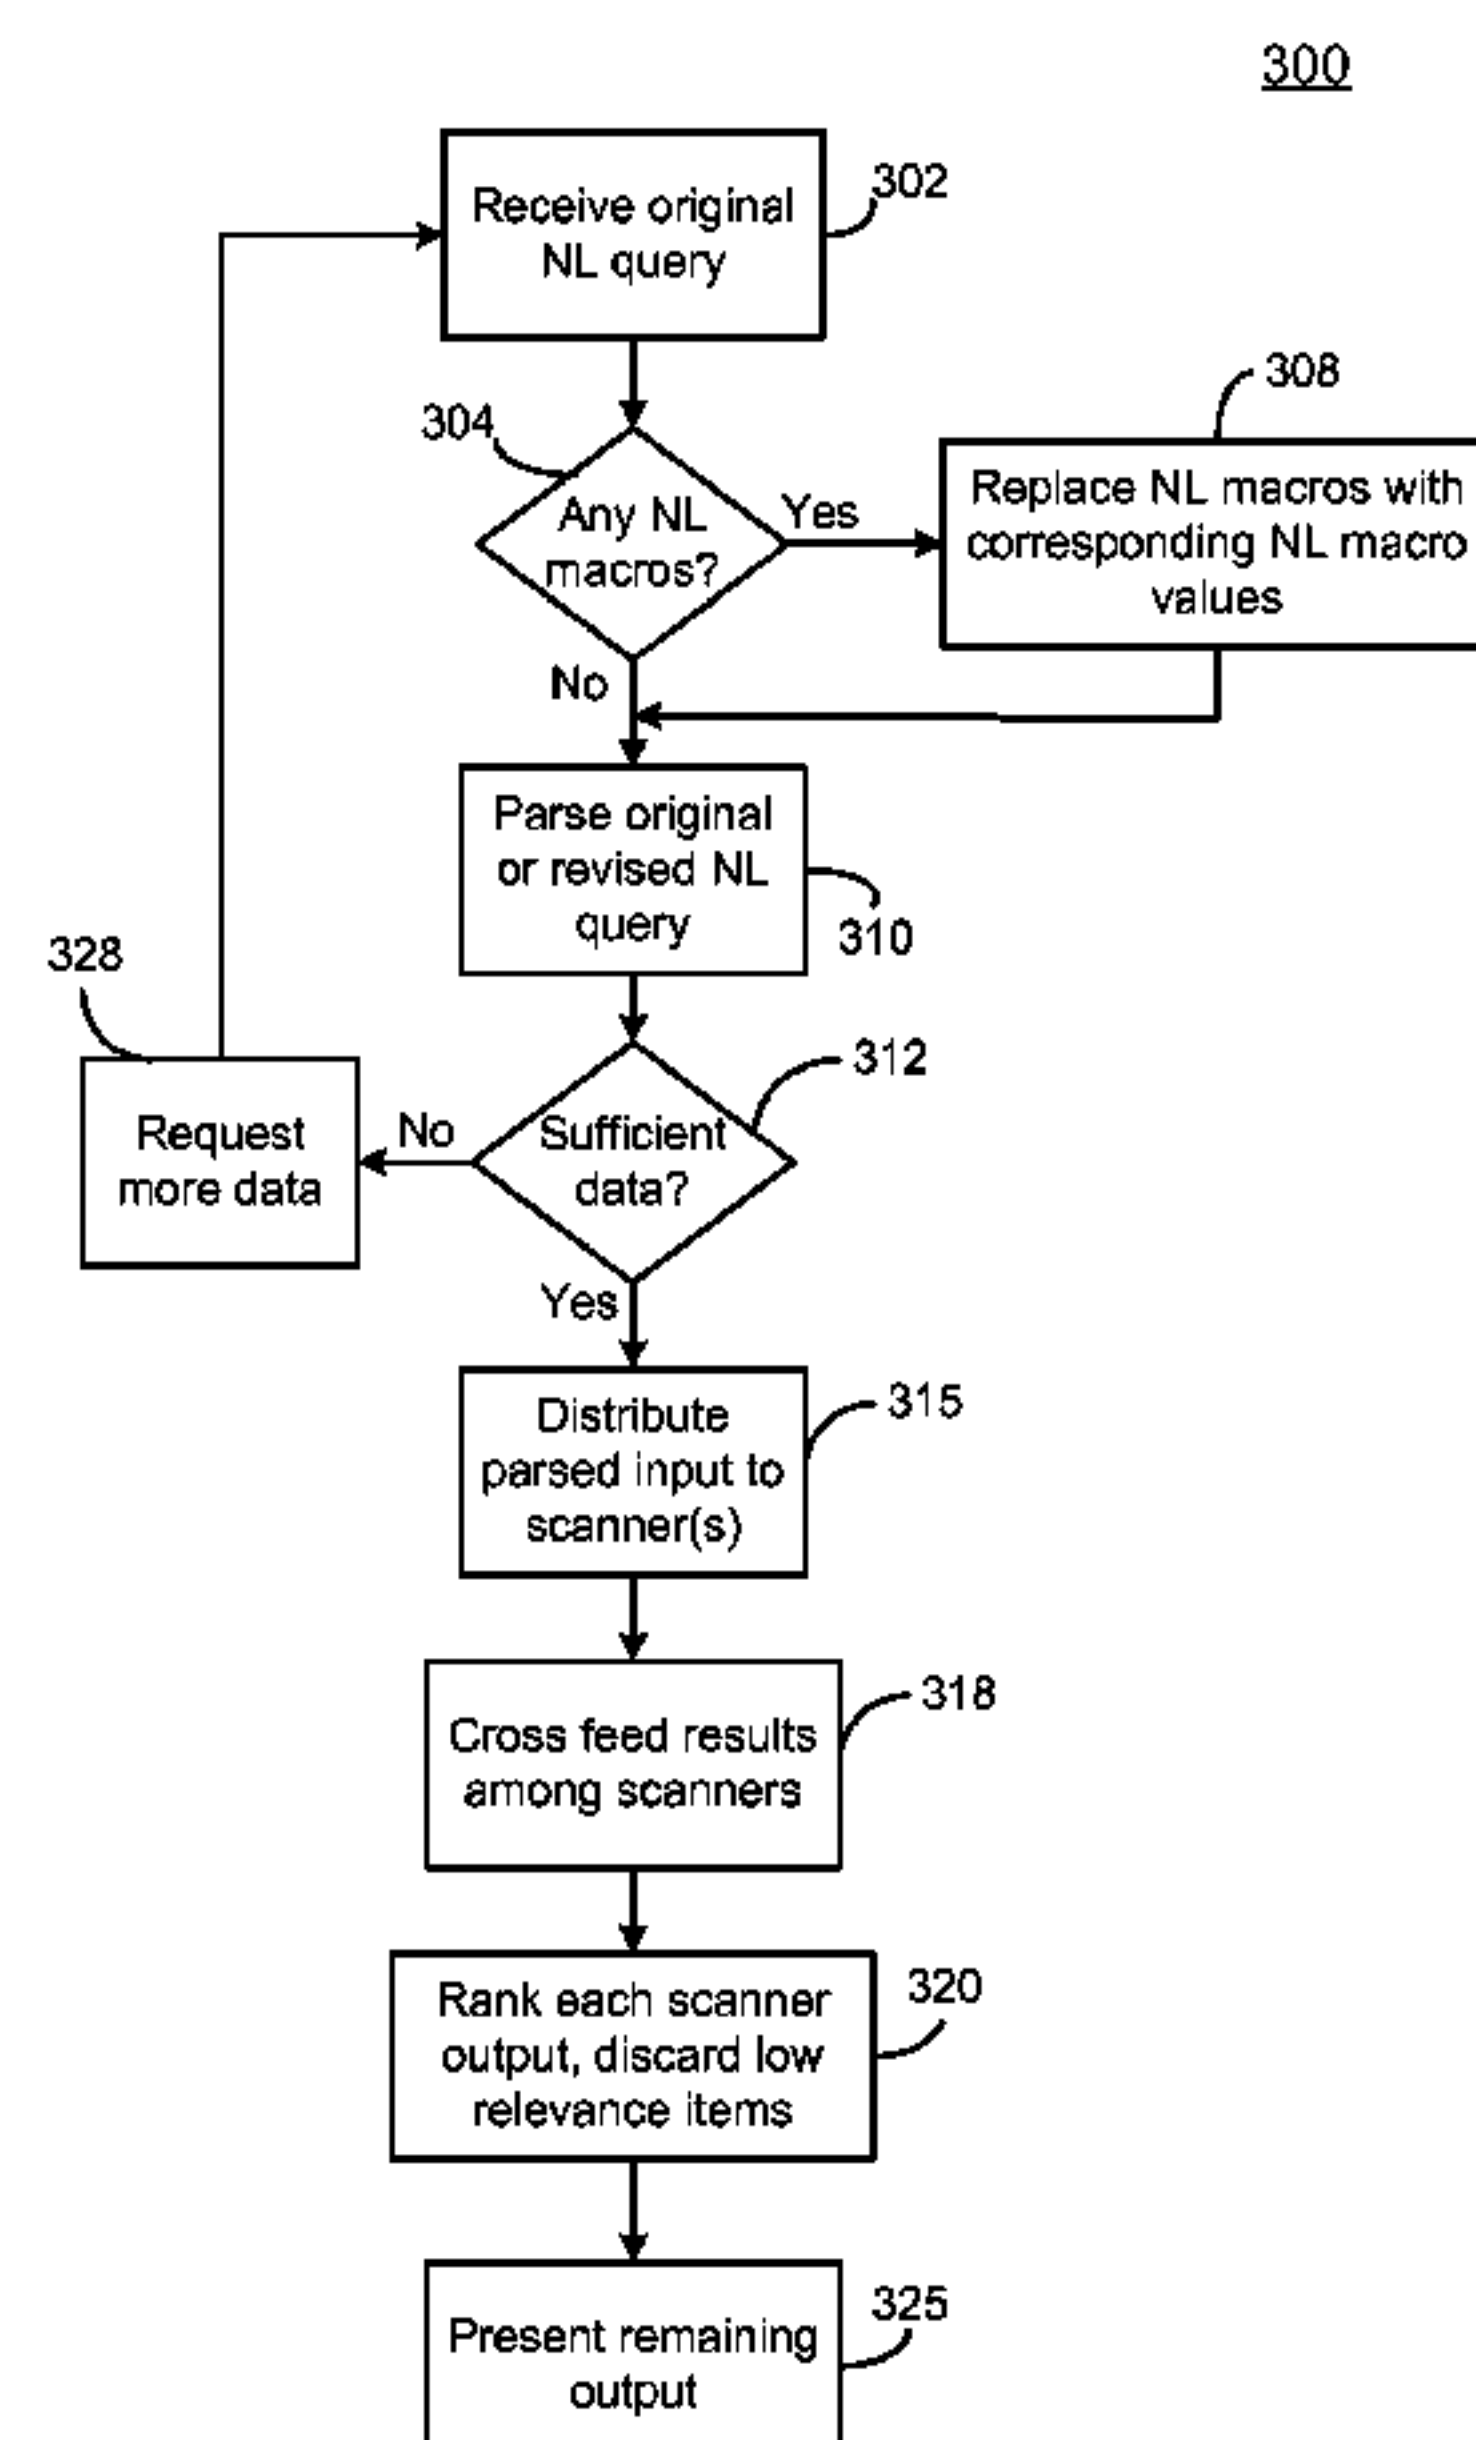 300
Receive original
NL query
302
304
Any NL
macros?
Yes
308
Replace NL macros with
corresponding NL macro
values
No
Parse original
or revised NL
query
310
328
Request
more data
No
Sufficient
data?
312
Yes
Distribute
parsed input to
scanner(s)
315
Cross feed results
among scanners
318
Rank each scanner
output, discard low
relevance items
320
Present remaining
output
325